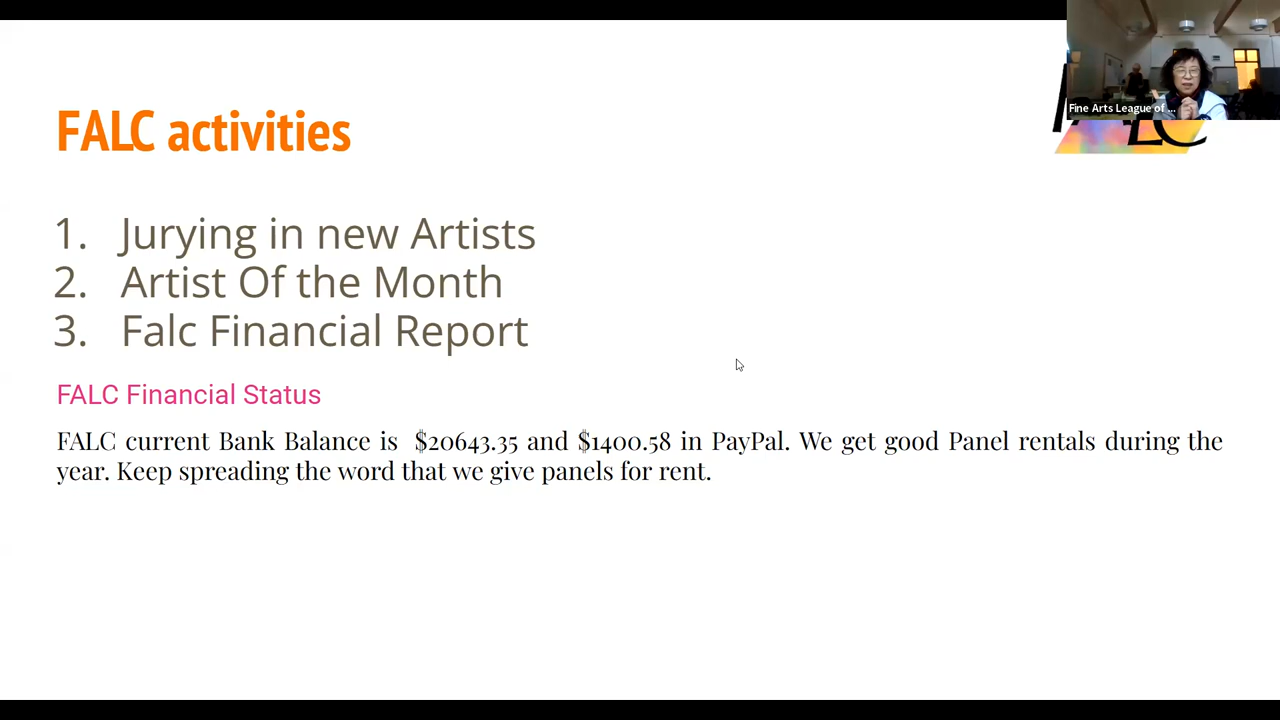 FALC activities
Fine Arts League of ...
LC
1. Jurying in new Artists
2. Artist Of the Month
3. Falc Financial Report
FALC Financial Status
FALC current Bank Balance is $20643.35 and $1400.58 in PayPal. We get good Panel rentals during the
year. Keep spreading the word that we give panels for rent.